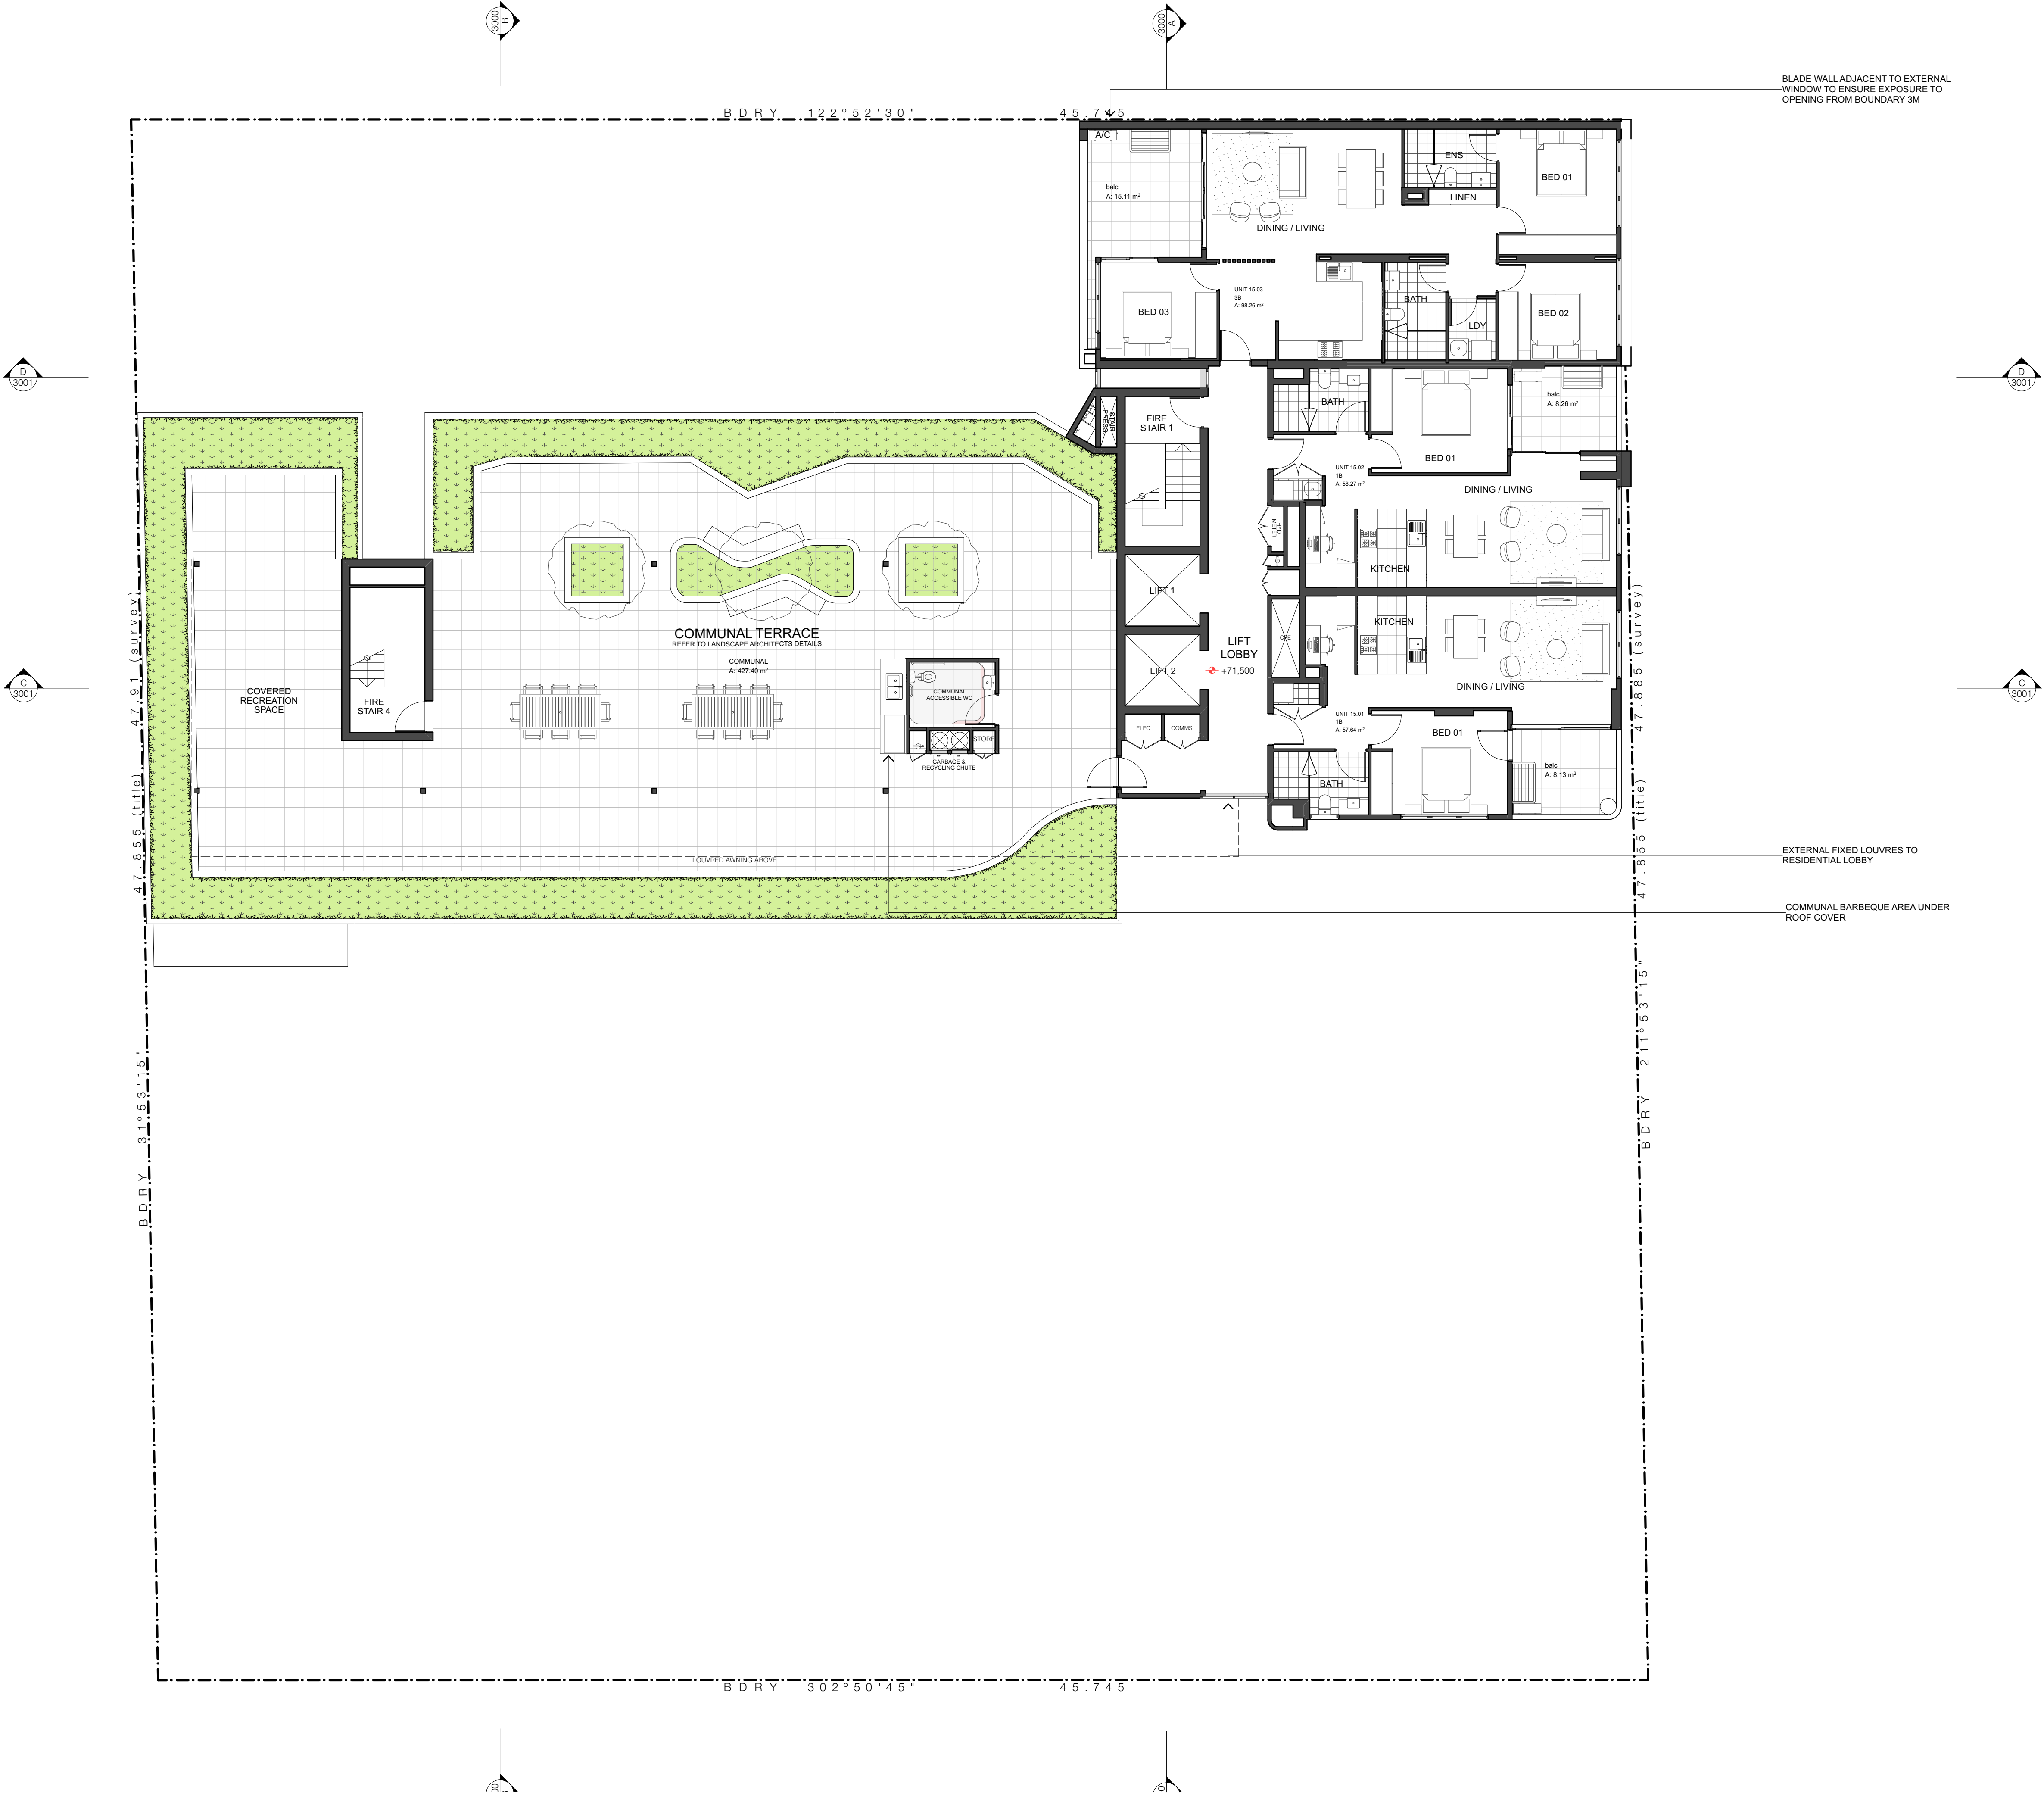 3000
B
3000
A
BLADE WALL ADJACENT TO EXTERNAL
WINDOW TO ENSURE EXPOSURE TO
OPENING FROM BOUNDARY 3M
BDRY 122°52'30" 45.745
A/C
ENS
BED 01
balc
A: 15.11 m²
LINEN
DINING / LIVING
UNIT 15.03
3B
A: 98.26 m²
BATH
BED 03
BED 02
LDY
D
3001
D
3001
STAIR
PRESS
FIRE
STAIR 1
BATH
balc
A: 8.26 m²
BED 01
UNIT 15.02
1B
A: 58.27 m²
DINING / LIVING
HYD
METER
KITCHEN
LIFT 1
KITCHEN
COMMUNAL TERRACE
REFER TO LANDSCAPE ARCHITECTS DETAILS
COMMUNAL
A: 427.40 m²
LIFT
LOBBY
+71,500
LIFT 2
CPE
47.91 (survey)
47.885 (survey)
C
3001
C
3001
COVERED
RECREATION
SPACE
FIRE
STAIR 4
COMMUNAL
ACCESSIBLE WC
DINING / LIVING
UNIT 15.01
1B
A: 57.64 m²
BED 01
ELEC
COMMS
STORE
GARBAGE &
RECYCLING CHUTE
balc
A: 8.13 m²
BATH
47.855 (title)
47.855 (title)
LOUVRED AWNING ABOVE
EXTERNAL FIXED LOUVRES TO
RESIDENTIAL LOBBY
COMMUNAL BARBEQUE AREA UNDER
ROOF COVER
BDRY 31°53'15"
BDRY 211°53'15"
BDRY 302°50'45" 45.745